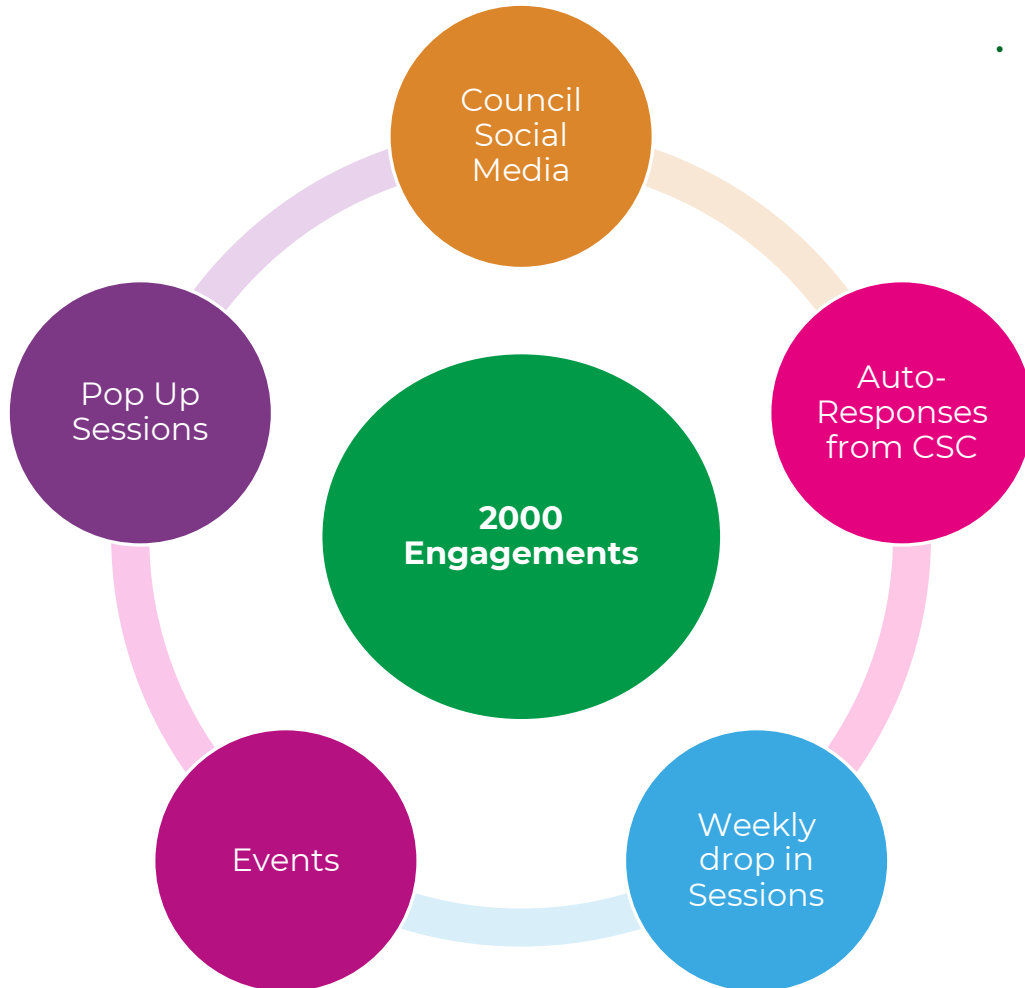 Council
Social
Media
Auto-
Responses
from CSC
Weekly
drop in
Sessions
Events
Pop Up
Sessions
2000
Engagements